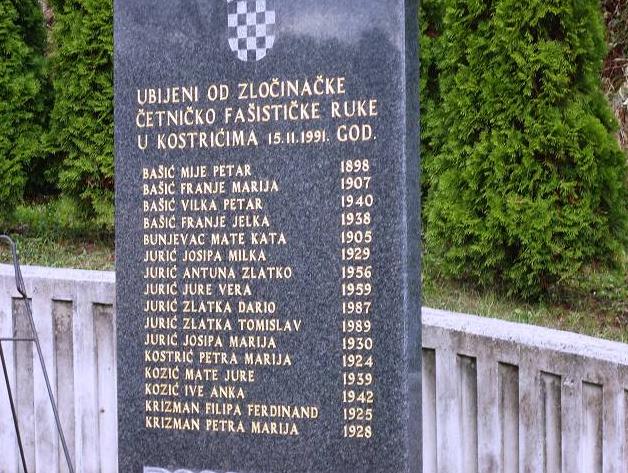 UBIJENI OD ZLOČINAČKE
ČETNIČKO FAŠISTIČKE RUKE
U KOSTRIĆIMA 15.11.1991. GOD.
BAŠIĆ MIJE PETAR 1898
BAŠIĆ FRANJE MARIJA 1907
BAŠIĆ VILKA PETAR 1940
BAŠIĆ FRANJE JELKA 1938
BUNJEVAC MATE KATA 1905
JURIĆ JOSIPA MILKA 1929
JURIĆ ANTUNA ZLATKO 1956
JURIĆ JURE VERA 1959
JURIĆ ZLATKA DARIO 1987
JURIĆ ZLATKA TOMISLAV 1989
JURIĆ JOSIPA MARIJA 1930
KOSTRIĆ PETRA MARIJA 1924
KOZIĆ MATE JURE 1939
KOZIĆ IVE ANKA 1942
KRIZMAN FILIPA FERDINAND 1925
KRIZMAN PETRA MARIJA 1928